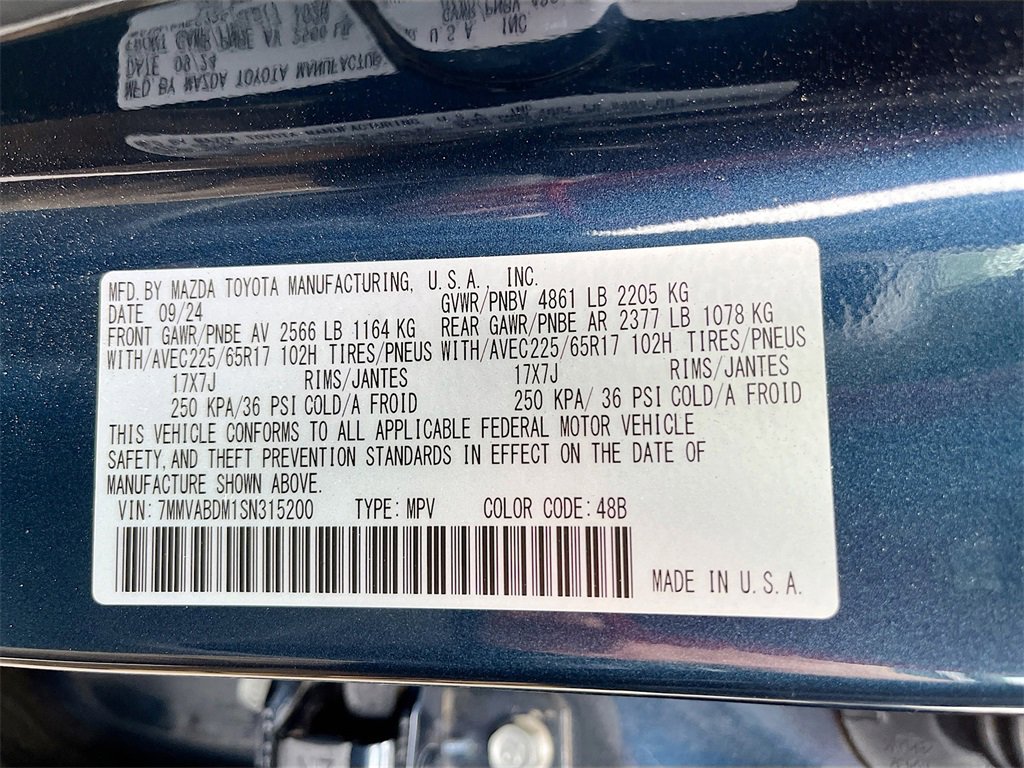 MFD. BY MAZDA TOYOTA MANUFACTURING, U.S.A., INC.
DATE 09/24 GVWR/PNBV 4861 LB 2205 KG
FRONT GAWR/PNBE AV 2566 LB 1164 KG REAR GAWR/PNBE AR 2377 LB 1078 KG
WITH/AVEC225/65R17 102H TIRES/PNEUS WITH/AVEC225/65R17 102H TIRES/PNEUS
17X7J RIMS/JANTES 17X7J RIMS/JANTES
250 KPA/36 PSI COLD/A FROID 250 KPA/ 36 PSI COLD/A FROID
THIS VEHICLE CONFORMS TO ALL APPLICABLE FEDERAL MOTOR VEHICLE
SAFETY, AND THEFT PREVENTION STANDARDS IN EFFECT ON THE DATE OF
MANUFACTURE SHOWN ABOVE.
VIN: 7MMVABDM1SN315200 TYPE: MPV COLOR CODE: 48B
MADE IN U.S.A.